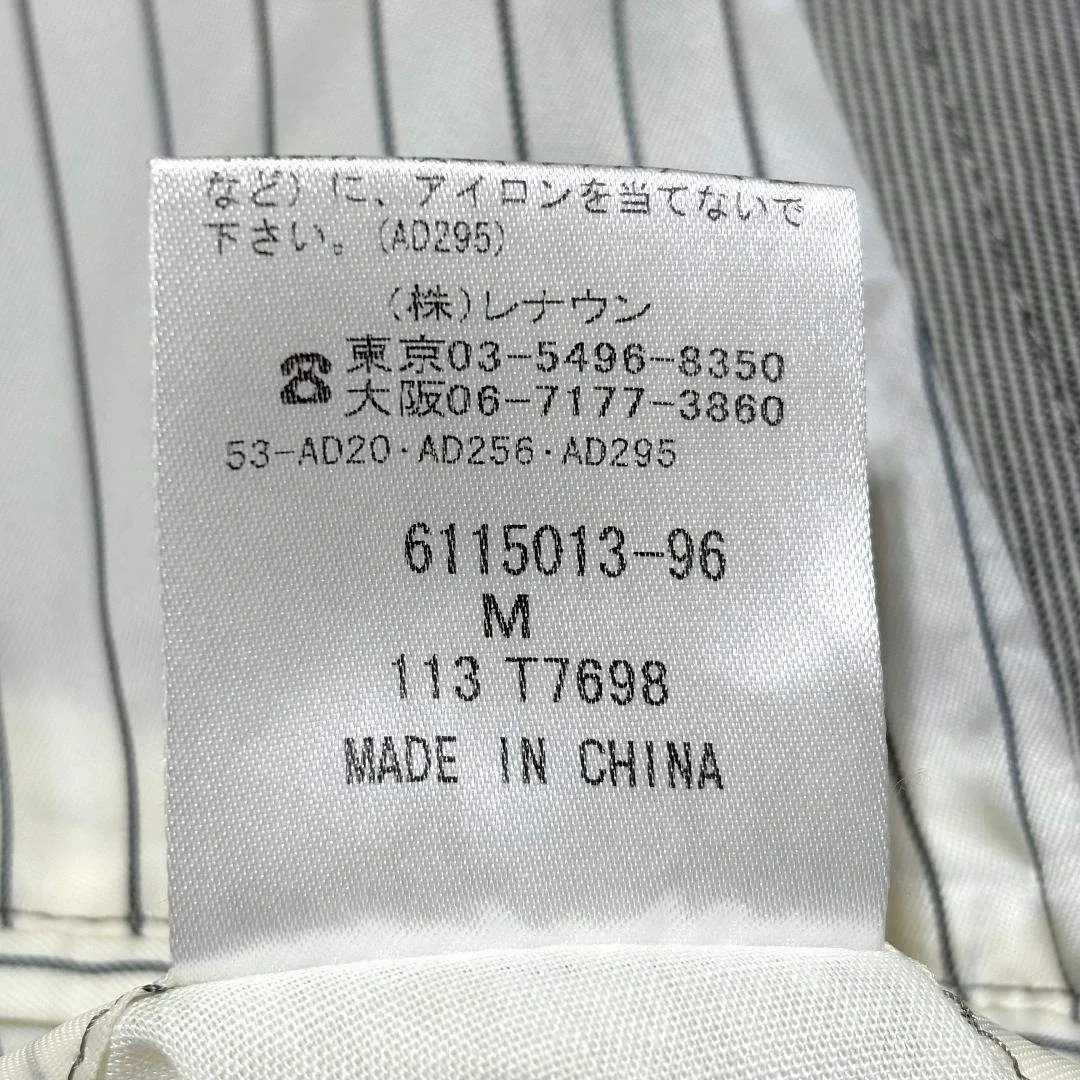 など)に、アイロンを当てないで
下さい。(AD295)
(株)レナウン
☎東京03-5496-8350
大阪06-7177-3860
53-AD20・AD256・AD295
6115013-96
M
113 T7698
MADE IN CHINA